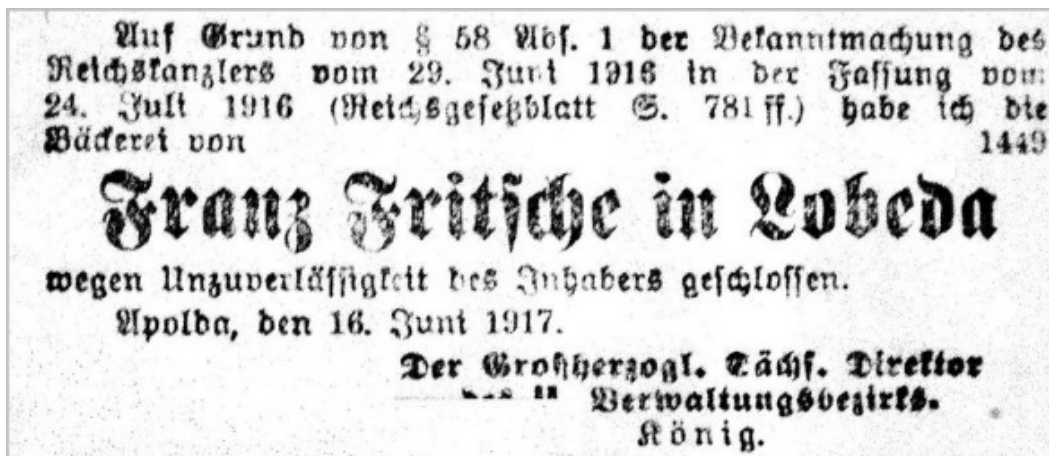 Auf Grund von § 58 Abs. 1 der Bekanntmachung des
Reichskanzlers vom 29. Juni 1916 in der Fassung vom
24. Juli 1916 (Reichsgesetzblatt S. 781 ff.) habe ich die
Bäckerei von 1449
Franz Fritsche in Lobeda
wegen Unzuverlässigkeit des Inhabers geschlossen.
Apolda, den 16. Juni 1917.
Der Großherzogl. Sächs. Direktor
Verwaltungsbezirks.
König.